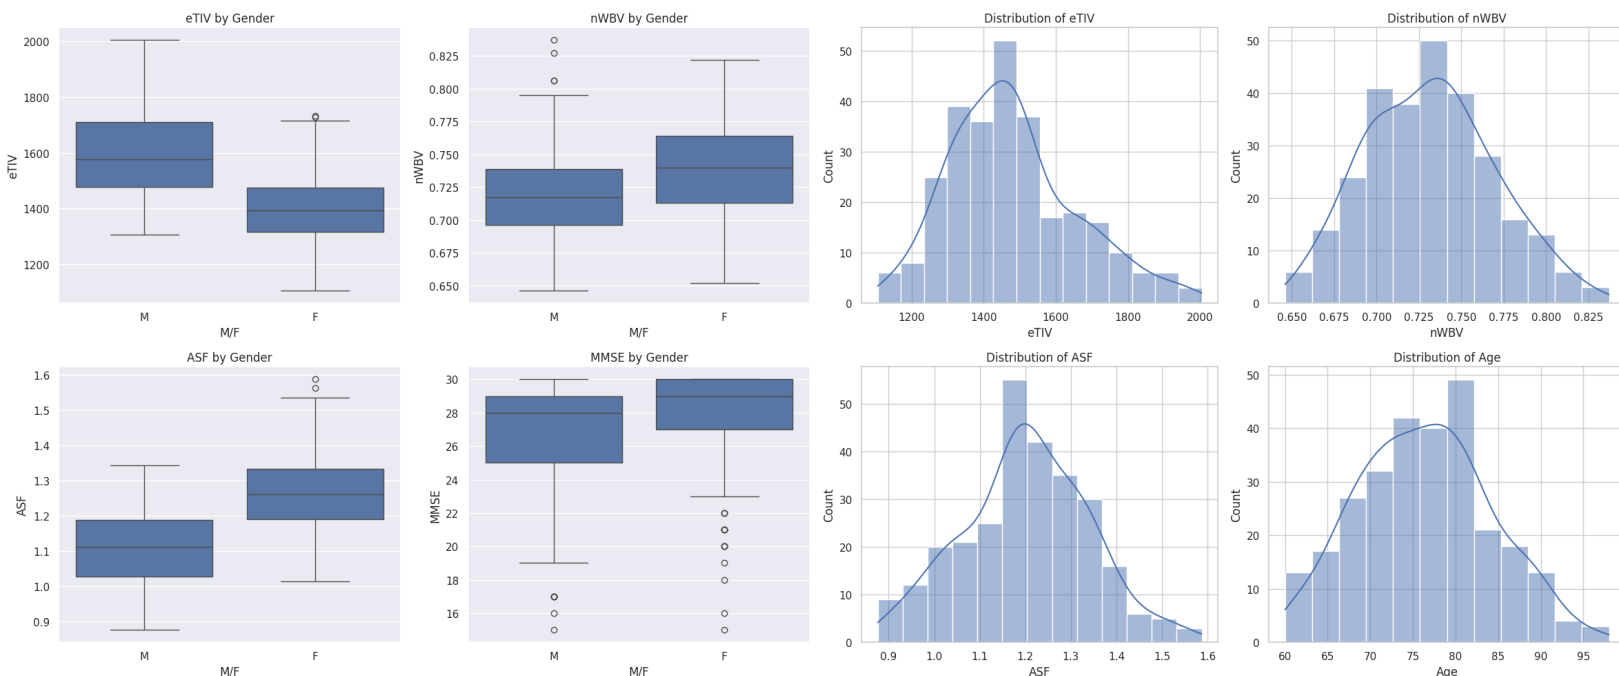 eTIV by Gender
2000
1800
1600
1400
1200
eTIV
M F
M/F
nWBV by Gender
0.825
0.800
0.775
0.750
0.725
0.700
0.675
0.650
nWBV
M F
M/F
Distribution of eTIV
50
40
30
20
10
0
Count
1200 1400 1600 1800 2000
eTIV
Distribution of nWBV
50
40
30
20
10
0
Count
0.650 0.675 0.700 0.725 0.750 0.775 0.800 0.825
nWBV
ASF by Gender
1.6
1.5
1.4
1.3
1.2
1.1
1.0
0.9
ASF
M F
M/F
MMSE by Gender
30
28
26
24
22
20
18
16
MMSE
M F
M/F
Distribution of ASF
50
40
30
20
10
0
Count
0.9 1.0 1.1 1.2 1.3 1.4 1.5 1.6
ASF
Distribution of Age
50
40
30
20
10
0
Count
60 65 70 75 80 85 90 95
Age